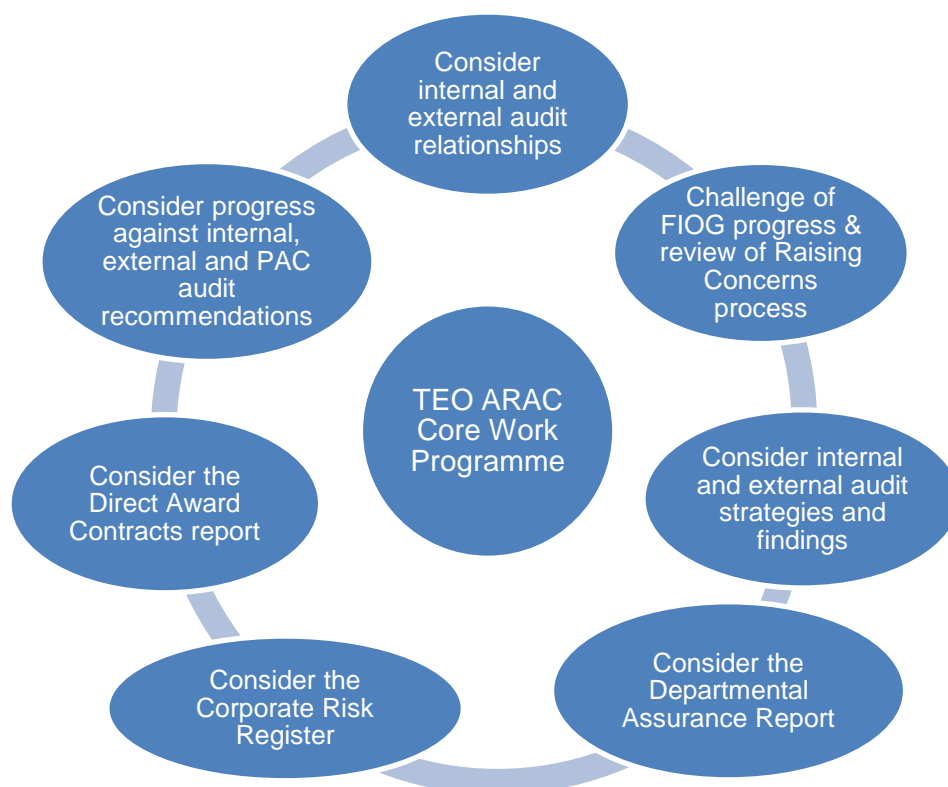 Consider
internal and
external audit
relationships
Challenge of
FIOG progress &
review of Raising
Concerns
process
Consider internal
and external audit
strategies and
findings
Consider the
Departmental
Assurance Report
Consider the
Corporate Risk
Register
Consider the
Direct Award
Contracts report
Consider progress
against internal,
external and PAC
audit
recommendations
TEO ARAC
Core Work
Programme